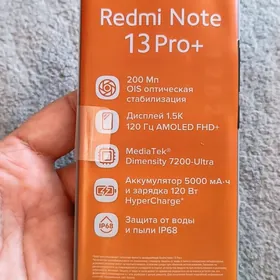 Redmi Note
13 Pro+
200 Мп
OIS оптическая
стабилизация
Дисплей 1.5K
120 Гц AMOLED FHD+
MediaTek®
Dimensity 7200-Ultra
Аккумулятор 5000 мА·ч
и зарядка 120 Вт
HyperCharge*
Защита от воды
и пыли IP68
IP68